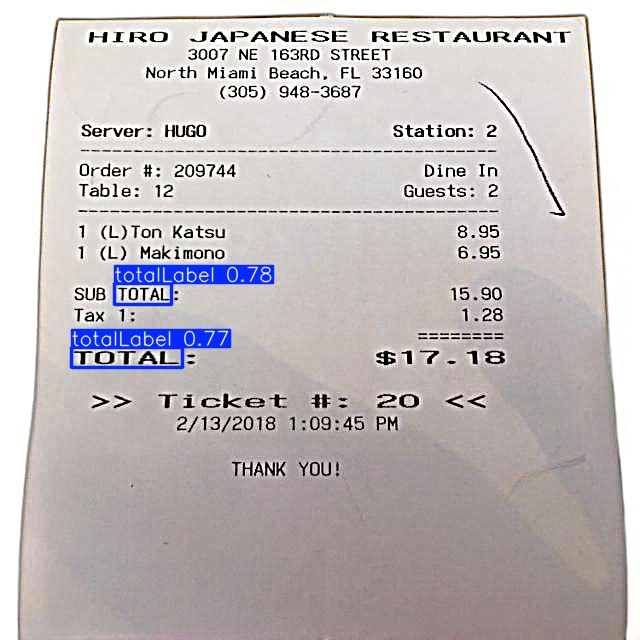 HIRO JAPANESE RESTAURANT
3007 NE 163RD STREET
North Miami Beach, FL 33160
(305) 948-3687
Server: HUGO Station: 2
Order #: 209744 Dine In
Table: 12 Guests: 2
1 (L)Ton Katsu 8.95
1 (L) Makimono 6.95
totalLabel 0.78
SUB TOTAL: 15.90
Tax 1: 1.28
totalLabel 0.77
========
TOTAL: $17.18
>> Ticket #: 20 <<
2/13/2018 1:09:45 PM
THANK YOU!